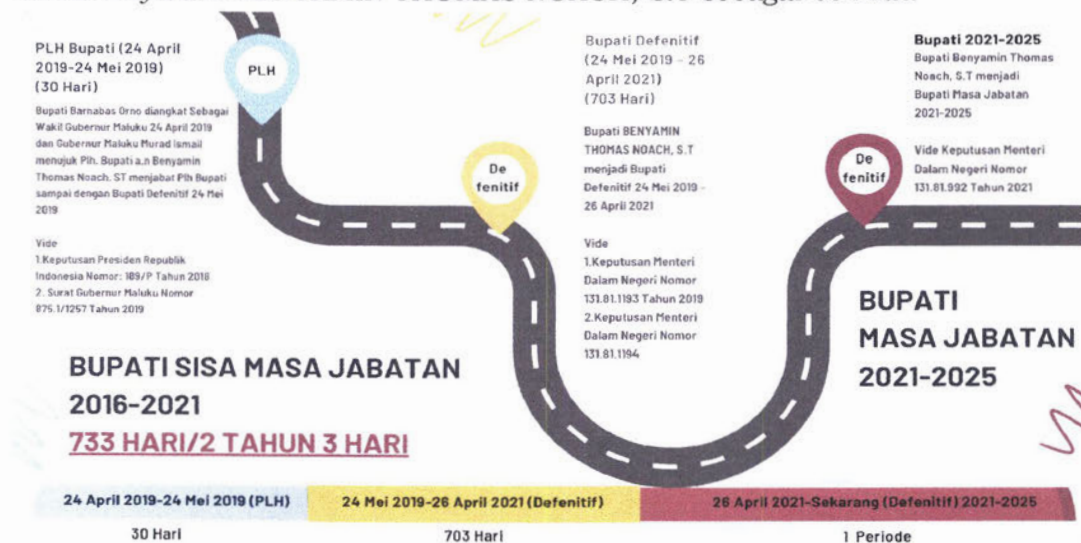 PLH Bupati (24 April
2019-24 Mei 2019)
(30 Hari)
Bupati Barnabas Orno diangkat Sebagai
Wakil Gubernur Maluku 24 April 2019
dan Gubernur Maluku Murad Ismail
menujuk Plh. Bupati a.n Benyamin
Thomas Noach. ST menjabat Plh Bupati
sampai dengan Bupati Defenitif 24 Mei
2019
Vide
1.Keputusan Presiden Republik
Indonesia Nomor: 189/P Tahun 2018
2. Surat Gubernur Maluku Nomor
875.1/1257 Tahun 2019
PLH
De
fenitif
Bupati Defenitif
(24 Mei 2019 - 26
April 2021)
(703 Hari)
Bupati BENYAMIN
THOMAS NOACH, S.T
menjadi Bupati
Defenitif 24 Mei 2019 -
26 April 2021
Vide
1.Keputusan Menteri
Dalam Negeri Nomor
131.81.1193 Tahun 2019
2.Keputusan Menteri
Dalam Negeri Nomor
131.81.1194
De
fenitif
Bupati 2021-2025
Bupati Benyamin Thomas
Noach, S.T menjadi
Bupati Masa Jabatan
2021-2025
Vide Keputusan Menteri
Dalam Negeri Nomor
131.81.992 Tahun 2021
BUPATI SISA MASA JABATAN
2016-2021
733 HARI/2 TAHUN 3 HARI
BUPATI
MASA JABATAN
2021-2025
24 April 2019-24 Mei 2019 (PLH)
24 Mei 2019-26 April 2021 (Defenitif)
26 April 2021-Sekarang (Defenitif) 2021-2025
30 Hari
703 Hari
1 Periode